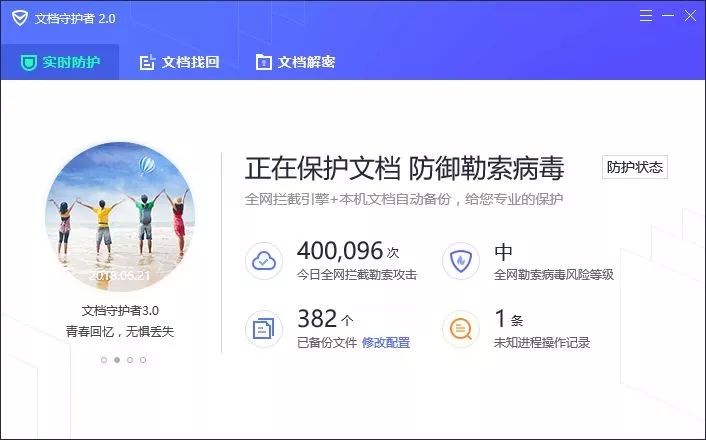 文档守护者 2.0
实时防护
文档找回
文档解密
正在保护文档 防御勒索病毒
防护状态
全网拦截引擎+本机文档自动备份，给您专业的保护
400,096 次
今日全网拦截勒索攻击
中
全网勒索病毒风险等级
382 个
已备份文件 修改配置
1 条
未知进程操作记录
2018.05.21
文档守护者3.0
青春回忆，无惧丢失